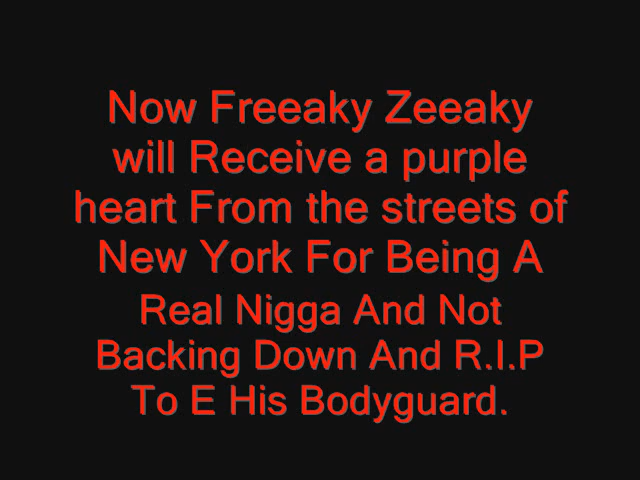 Now Freeaky Zeeaky
will Receive a purple
heart From the streets of
New York For Being A
Real Nigga And Not
Backing Down And R.I.P
To E His Bodyguard.